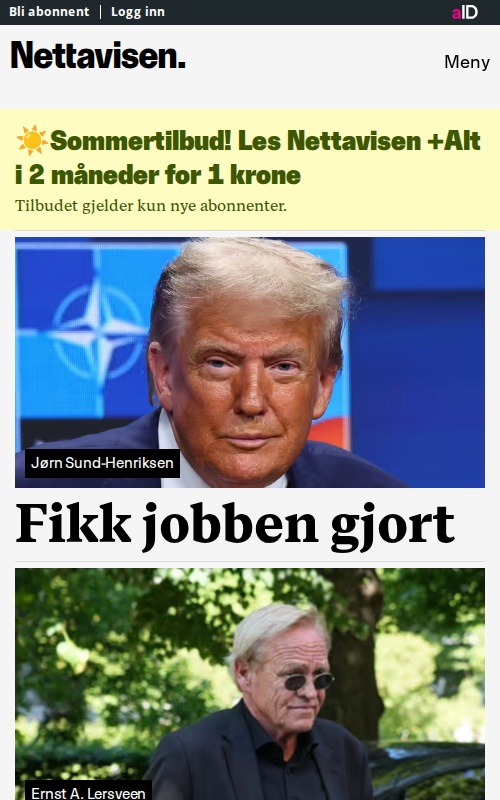 Bli abonnent | Logg inn
aID
Nettavisen.
Meny
☀️Sommertilbud! Les Nettavisen +Alt
i 2 måneder for 1 krone
Tilbudet gjelder kun nye abonnenter.
Jørn Sund-Henriksen
Fikk jobben gjort
Ernst A. Lersveen